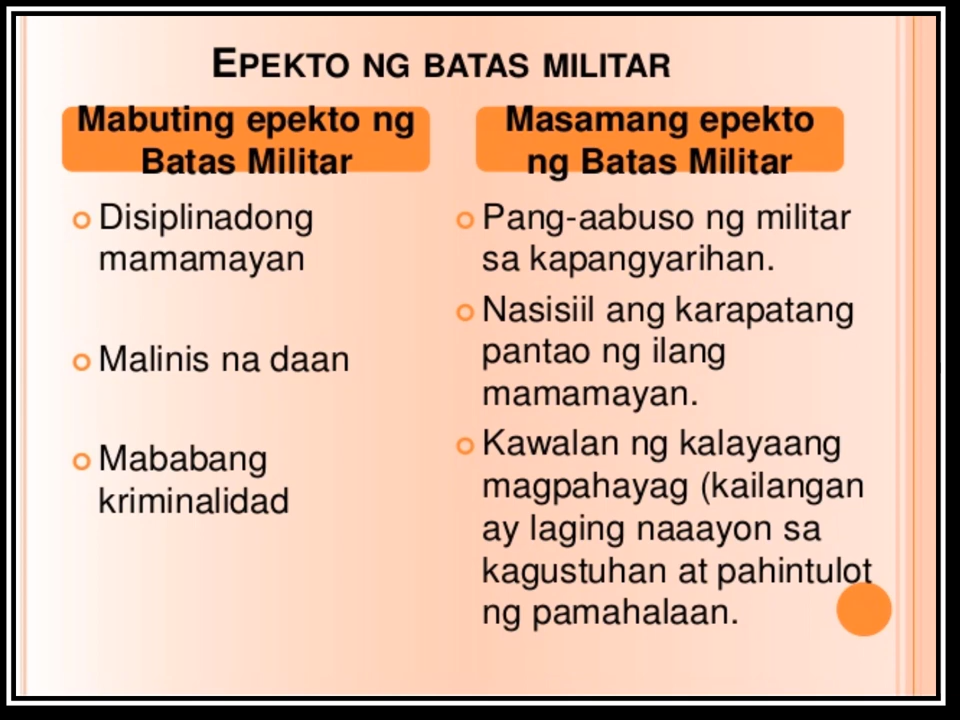 EPEKTO NG BATAS MILITAR
Mabuting epekto ng
Batas Militar
Disiplinadong
mamamayan
Malinis na daan
Mababang
kriminalidad
Masamang epekto
ng Batas Militar
Pang-aabuso ng militar
sa kapangyarihan.
Nasisiil ang karapatang
pantao ng ilang
mamamayan.
Kawalan ng kalayaang
magpahayag (kailangan
ay laging naaayon sa
kagustuhan at pahintulot
ng pamahalaan.